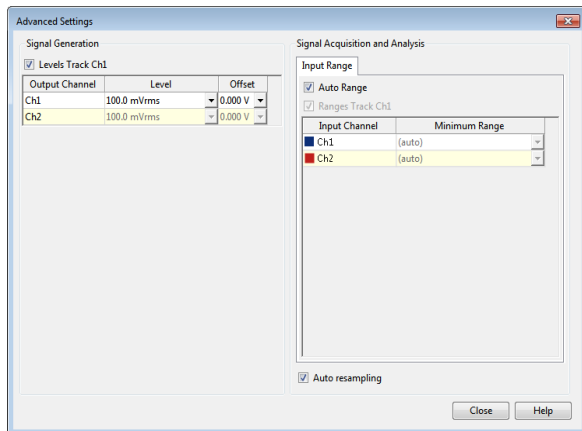 Advanced Settings
Signal Generation
Levels Track Ch1
Output Channel Level Offset
Ch1 100.0 mVrms 0.000 V
Ch2 100.0 mVrms 0.000 V
Signal Acquisition and Analysis
Input Range
Auto Range
Ranges Track Ch1
Input Channel Minimum Range
Ch1 (auto)
Ch2 (auto)
Auto resampling
Close Help